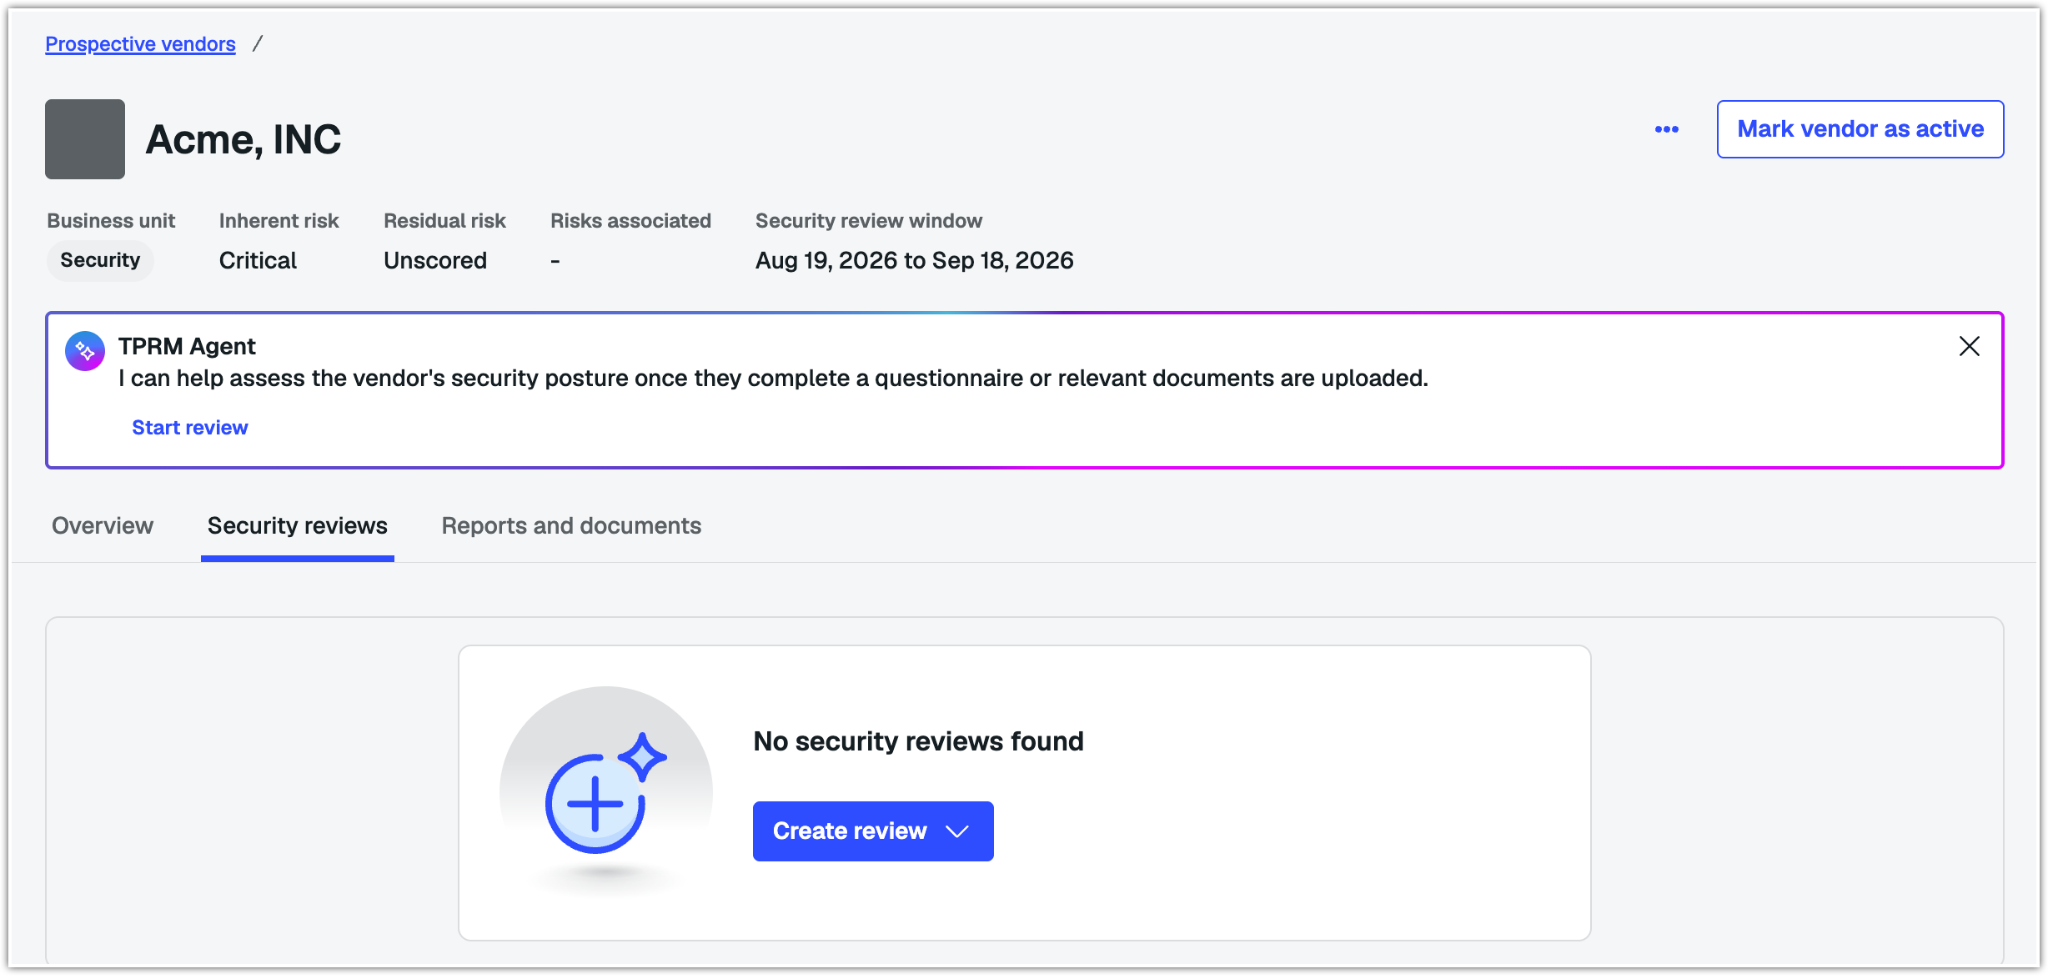 Prospective vendors /
Acme, INC
••• Mark vendor as active
Business unit Inherent risk Residual risk Risks associated Security review window
Security Critical Unscored - Aug 19, 2026 to Sep 18, 2026
TPRM Agent
I can help assess the vendor's security posture once they complete a questionnaire or relevant documents are uploaded.
Start review
Overview Security reviews Reports and documents
No security reviews found
Create review